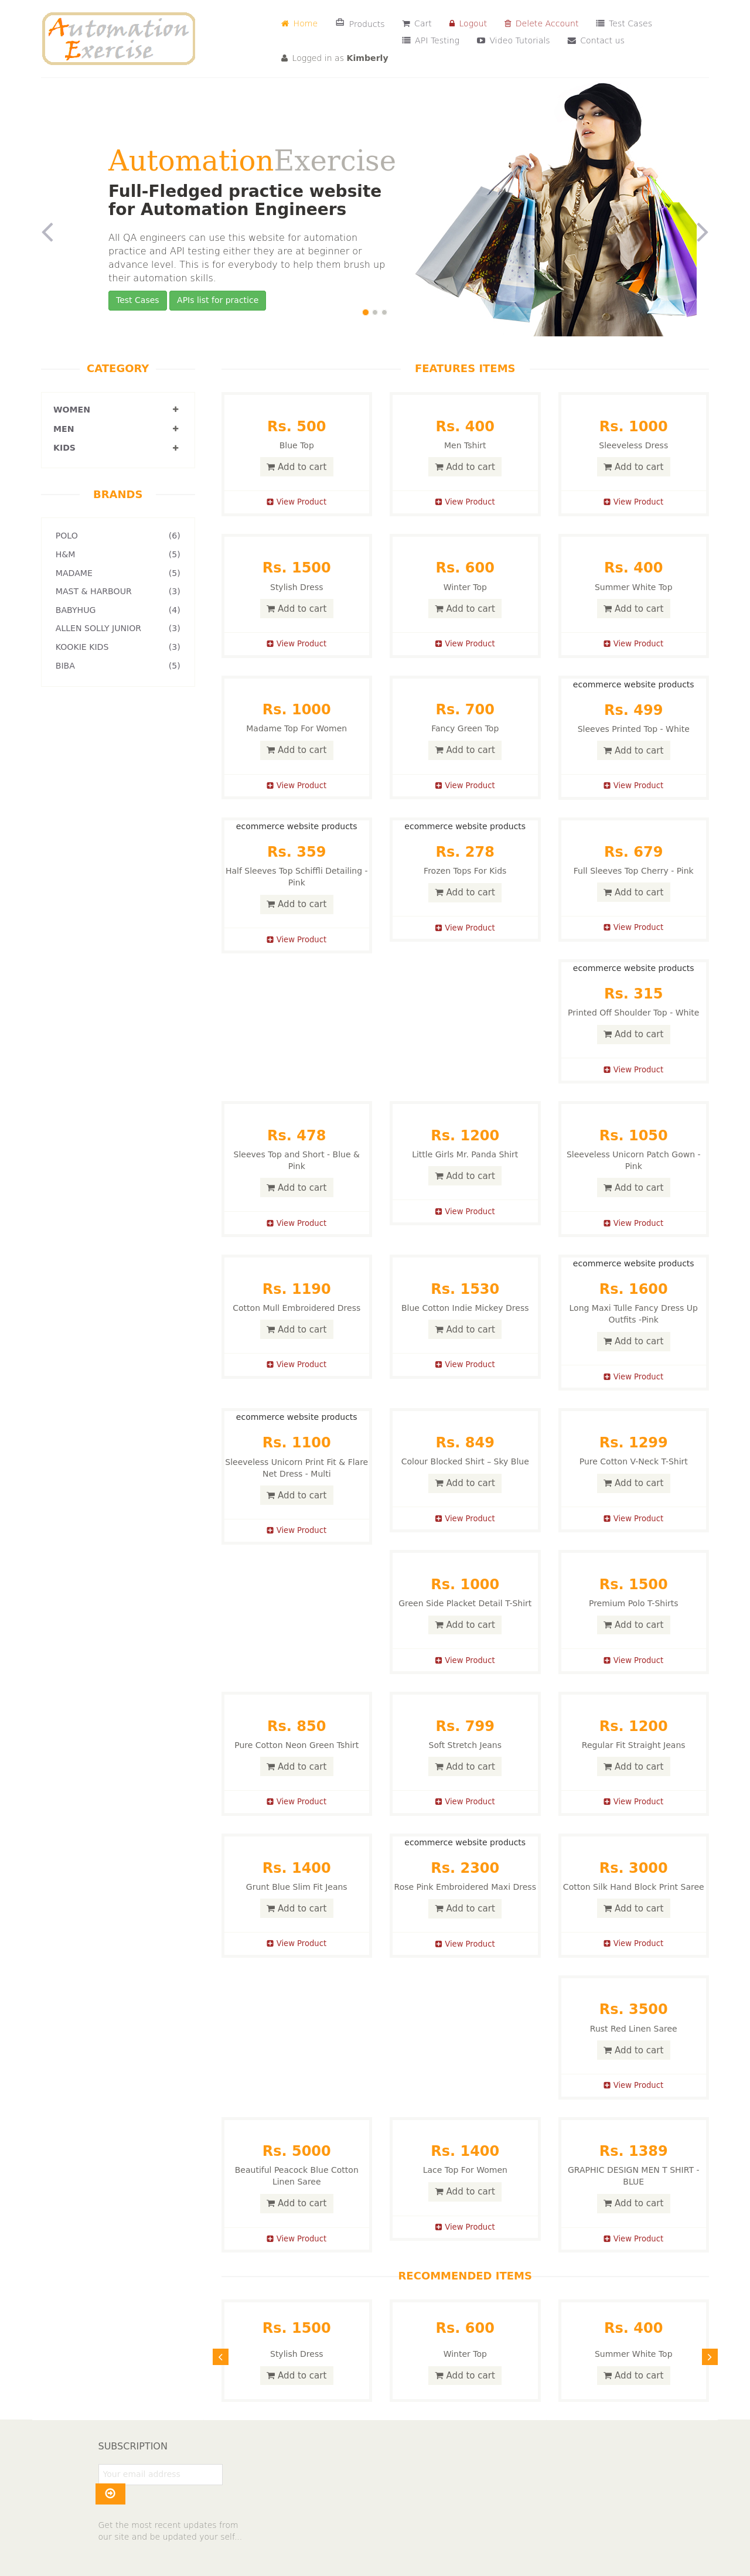 Automation
Exercise
Home Products Cart Logout Delete Account Test Cases
API Testing Video Tutorials Contact us
Logged in as Kimberly
AutomationExercise
Full-Fledged practice website
for Automation Engineers
All QA engineers can use this website for automation
practice and API testing either they are at beginner or
advance level. This is for everybody to help them brush up
their automation skills.
Test Cases APIs list for practice
CATEGORY
WOMEN
MEN
KIDS
BRANDS
POLO (6)
H&M (5)
MADAME (5)
MAST & HARBOUR (3)
BABYHUG (4)
ALLEN SOLLY JUNIOR (3)
KOOKIE KIDS (3)
BIBA (5)
FEATURES ITEMS
Rs. 500
Blue Top
Add to cart
View Product
Rs. 400
Men Tshirt
Add to cart
View Product
Rs. 1000
Sleeveless Dress
Add to cart
View Product
Rs. 1500
Stylish Dress
Add to cart
View Product
Rs. 600
Winter Top
Add to cart
View Product
Rs. 400
Summer White Top
Add to cart
View Product
Rs. 1000
Madame Top For Women
Add to cart
View Product
Rs. 700
Fancy Green Top
Add to cart
View Product
ecommerce website products
Rs. 499
Sleeves Printed Top - White
Add to cart
View Product
ecommerce website products
Rs. 359
Half Sleeves Top Schiffli Detailing -
Pink
Add to cart
View Product
ecommerce website products
Rs. 278
Frozen Tops For Kids
Add to cart
View Product
Rs. 679
Full Sleeves Top Cherry - Pink
Add to cart
View Product
ecommerce website products
Rs. 315
Printed Off Shoulder Top - White
Add to cart
View Product
Rs. 478
Sleeves Top and Short - Blue &
Pink
Add to cart
View Product
Rs. 1200
Little Girls Mr. Panda Shirt
Add to cart
View Product
Rs. 1050
Sleeveless Unicorn Patch Gown -
Pink
Add to cart
View Product
Rs. 1190
Cotton Mull Embroidered Dress
Add to cart
View Product
Rs. 1530
Blue Cotton Indie Mickey Dress
Add to cart
View Product
ecommerce website products
Rs. 1600
Long Maxi Tulle Fancy Dress Up
Outfits -Pink
Add to cart
View Product
ecommerce website products
Rs. 1100
Sleeveless Unicorn Print Fit & Flare
Net Dress - Multi
Add to cart
View Product
Rs. 849
Colour Blocked Shirt – Sky Blue
Add to cart
View Product
Rs. 1299
Pure Cotton V-Neck T-Shirt
Add to cart
View Product
Rs. 1000
Green Side Placket Detail T-Shirt
Add to cart
View Product
Rs. 1500
Premium Polo T-Shirts
Add to cart
View Product
Rs. 850
Pure Cotton Neon Green Tshirt
Add to cart
View Product
Rs. 799
Soft Stretch Jeans
Add to cart
View Product
Rs. 1200
Regular Fit Straight Jeans
Add to cart
View Product
Rs. 1400
Grunt Blue Slim Fit Jeans
Add to cart
View Product
ecommerce website products
Rs. 2300
Rose Pink Embroidered Maxi Dress
Add to cart
View Product
Rs. 3000
Cotton Silk Hand Block Print Saree
Add to cart
View Product
Rs. 3500
Rust Red Linen Saree
Add to cart
View Product
Rs. 5000
Beautiful Peacock Blue Cotton
Linen Saree
Add to cart
View Product
Rs. 1400
Lace Top For Women
Add to cart
View Product
Rs. 1389
GRAPHIC DESIGN MEN T SHIRT -
BLUE
Add to cart
View Product
RECOMMENDED ITEMS
Rs. 1500
Stylish Dress
Add to cart
Rs. 600
Winter Top
Add to cart
Rs. 400
Summer White Top
Add to cart
SUBSCRIPTION
Your email address
Get the most recent updates from
our site and be updated your self...